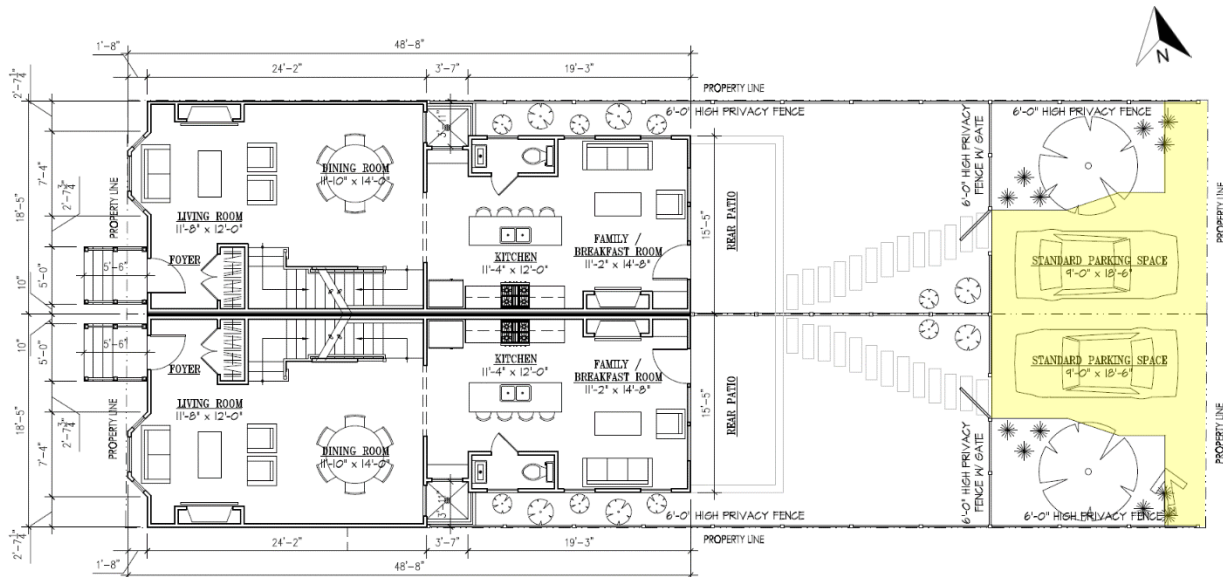 1'-8"
48'-8"
24'-2"
3'-7"
19'-3"
N
PROPERTY LINE
2'-7¼"
7'-4"
18'-5"
2'-7¾"
5'-0"
10"
PROPERTY LINE
5'-6"
FOYER
LIVING ROOM
11'-8" x 12'-0"
DINING ROOM
11'-10" x 14'-0"
3'-11"
KITCHEN
11'-4" x 12'-0"
FAMILY /
BREAKFAST ROOM
11'-2" x 14'-8"
15'-5"
REAR PATIO
6'-0" HIGH PRIVACY FENCE
6'-0" HIGH PRIVACY
FENCE W/ GATE
6'-0" HIGH PRIVACY FENCE
STANDARD PARKING SPACE
9'-0" x 18'-6"
PROPERTY LINE
10"
5'-0"
18'-5"
2'-7¾"
7'-4"
2'-7¼"
5'-6"
FOYER
LIVING ROOM
11'-8" x 12'-0"
PROPERTY LINE
DINING ROOM
11'-10" x 14'-0"
3'-11"
KITCHEN
11'-4" x 12'-0"
FAMILY /
BREAKFAST ROOM
11'-2" x 14'-8"
15'-5"
REAR PATIO
6'-0" HIGH PRIVACY FENCE
6'-0" HIGH PRIVACY
FENCE W/ GATE
STANDARD PARKING SPACE
9'-0" x 18'-6"
6'-0" HIGH PRIVACY FENCE
PROPERTY LINE
PROPERTY LINE
24'-2"
3'-7"
19'-3"
1'-8"
48'-8"